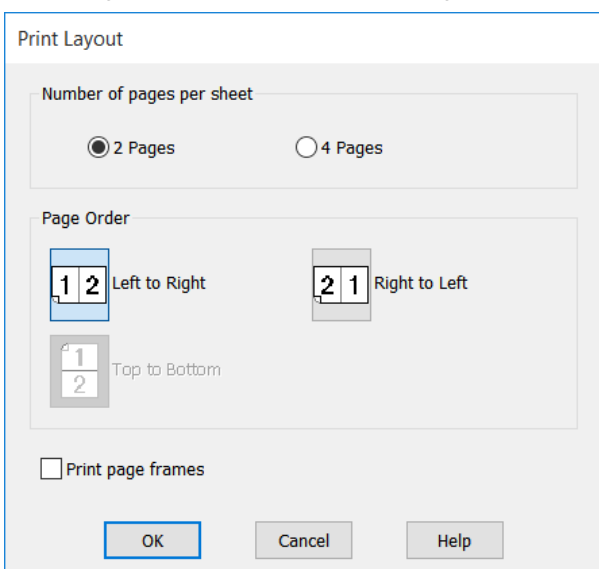 Print Layout
Number of pages per sheet
2 Pages 4 Pages
Page Order
1 2 Left to Right 2 1 Right to Left
1
2 Top to Bottom
Print page frames
OK Cancel Help